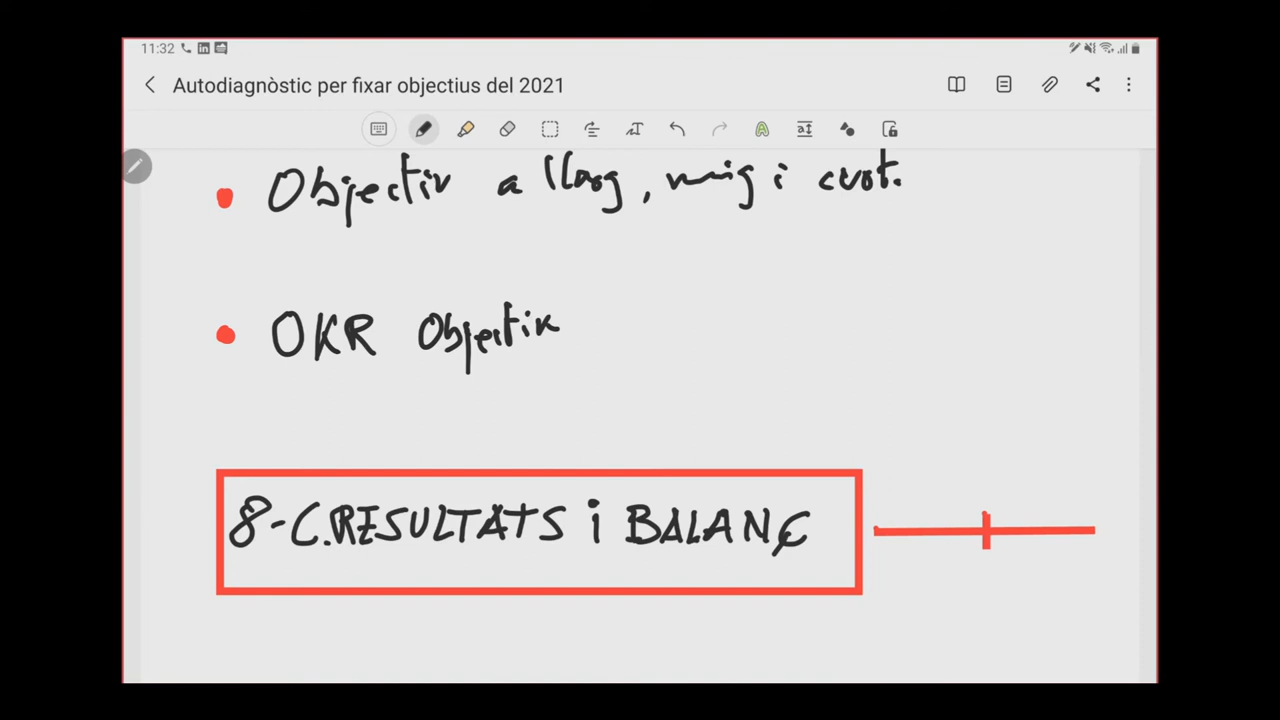 11:32
Autodiagnòstic per fixar objectius del 2021
Objectiu a llarg, mig i curt.
OKR Objectiu
8-C.RESULTATS i BALANÇ